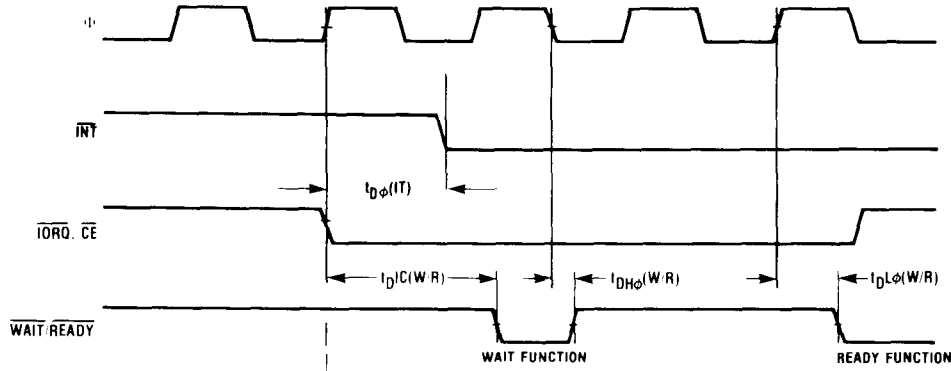 Φ
INT
tDφ(IT)
IORQ, CE
tDIC(W/R)
tDHφ(W/R)
tDLφ(W/R)
WAIT/READY
WAIT FUNCTION
READY FUNCTION